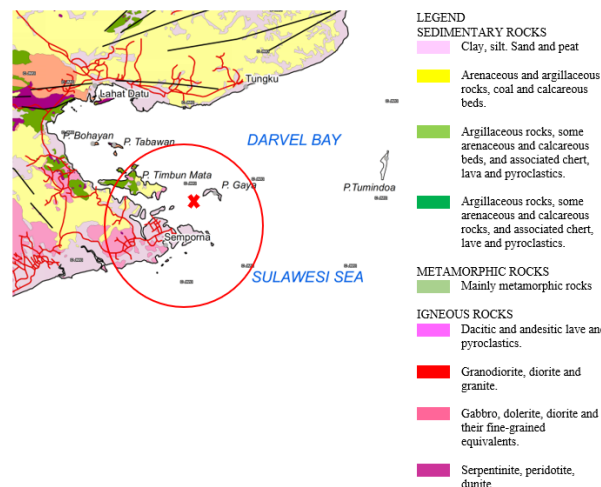 Tungku
Lahat Datu
P. Bohayan
P. Tabawan
DARVEL BAY
P. Timbun Mata
P. Gaya
P.Tumindoa
Semporna
SULAWESI SEA
LEGEND
SEDIMENTARY ROCKS
Clay, silt. Sand and peat
Arenaceous and argillaceous
rocks, coal and calcareous
beds.
Argillaceous rocks, some
arenaceous and calcareous
beds, and associated chert,
lava and pyroclastics.
Argillaceous rocks, some
arenaceous and calcareous
rocks, and associated chert,
lave and pyroclastics.
METAMORPHIC ROCKS
Mainly metamorphic rocks
IGNEOUS ROCKS
Dacitic and andesitic lave and
pyroclastics.
Granodiorite, diorite and
granite.
Gabbro, dolerite, diorite and
their fine-grained
equivalents.
Serpentinite, peridotite,
dunite